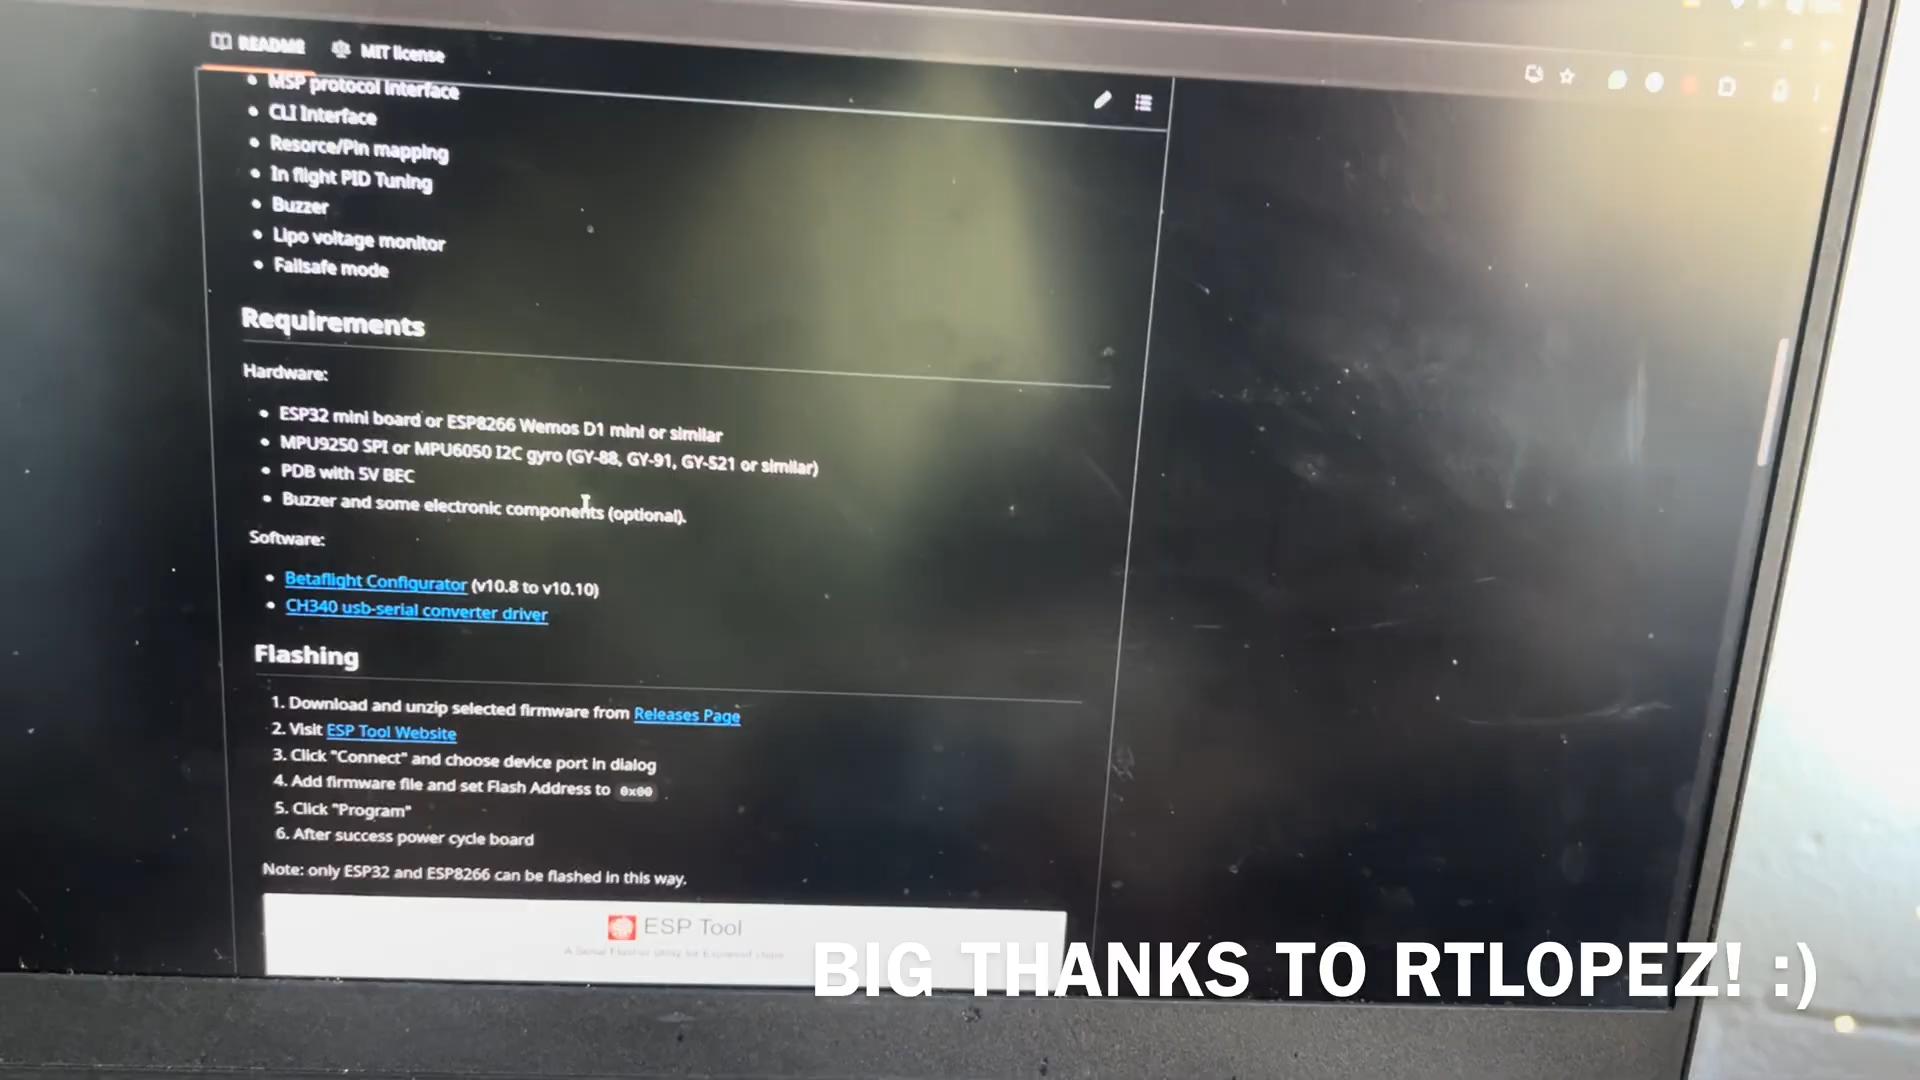 README MIT license
MSP protocol interface
CLI Interface
Resorce/Pin mapping
In flight PID Tuning
Buzzer
Lipo voltage monitor
Failsafe mode
Requirements
Hardware:
ESP32 mini board or ESP8266 Wemos D1 mini or similar
MPU9250 SPI or MPU6050 I2C gyro (GY-88, GY-91, GY-521 or similar)
PDB with 5V BEC
Buzzer and some electronic components (optional).
Software:
Betaflight Configurator (v10.8 to v10.10)
CH340 usb-serial converter driver
Flashing
1. Download and unzip selected firmware from Releases Page
2. Visit ESP Tool Website
3. Click "Connect" and choose device port in dialog
4. Add firmware file and set Flash Address to 0x00
5. Click "Program"
6. After success power cycle board
Note: only ESP32 and ESP8266 can be flashed in this way.
ESP Tool
A Serial Flasher utility for Espressif chips
BIG THANKS TO RTLOPEZ! :)